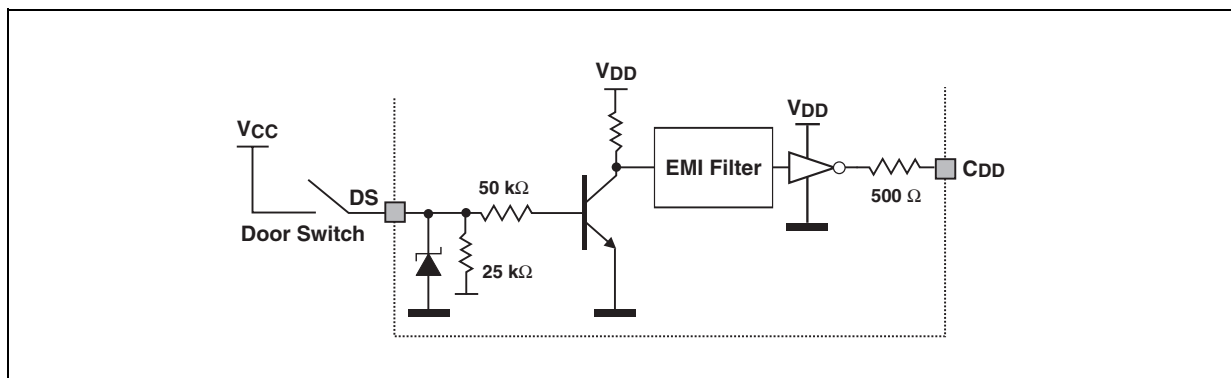 VDD
VCC
VDD
DS
50 kΩ
EMI Filter
CDD
500 Ω
Door Switch
25 kΩ